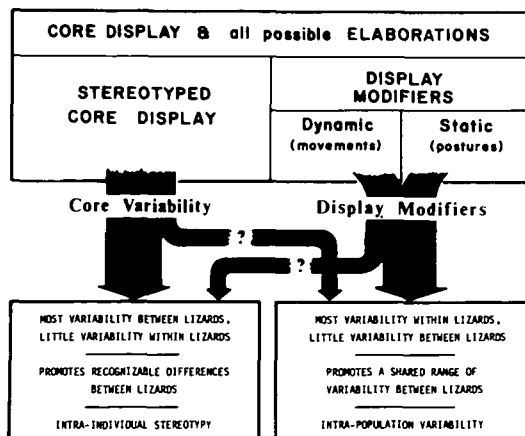 CORE DISPLAY & all possible ELABORATIONS
STEREOTYPED
CORE DISPLAY
DISPLAY
MODIFIERS
Dynamic
(movements)
Static
(postures)
Core Variability
Display Modifiers
?
?
MOST VARIABILITY BETWEEN LIZARDS,
LITTLE VARIABILITY WITHIN LIZARDS
PROMOTES RECOGNIZABLE DIFFERENCES
BETWEEN LIZARDS
INTRA-INDIVIDUAL STEREOTYPY
MOST VARIABILITY WITHIN LIZARDS,
LITTLE VARIABILITY BETWEEN LIZARDS
PROMOTES A SHARED RANGE OF
VARIABILITY BETWEEN LIZARDS
INTRA-POPULATION VARIABILITY